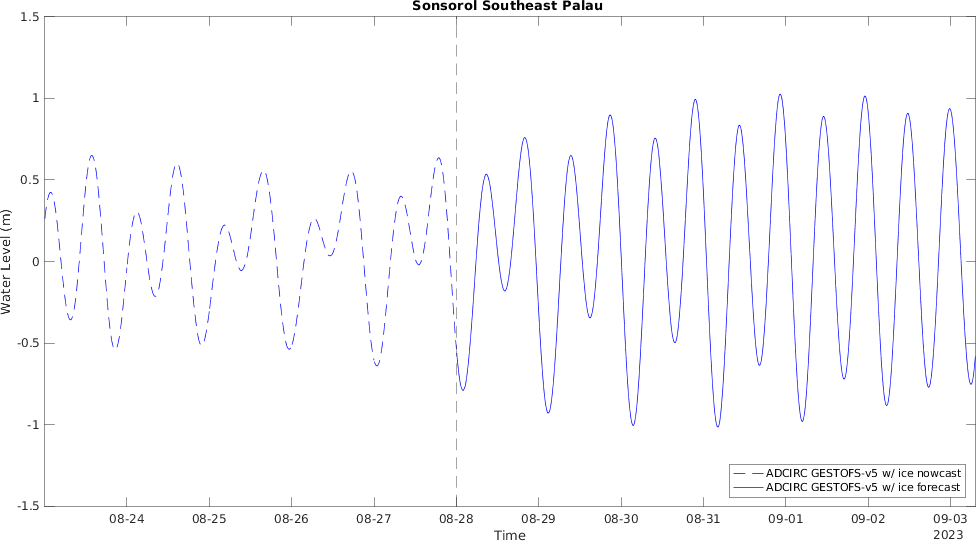 Sonsorol Southeast Palau
1.5
1
0.5
0
-0.5
-1
-1.5
Water Level (m)
08-24 08-25 08-26 08-27 08-28 08-29 08-30 08-31 09-01 09-02 09-03
2023
Time
ADCIRC GESTOFS-v5 w/ ice nowcast
ADCIRC GESTOFS-v5 w/ ice forecast